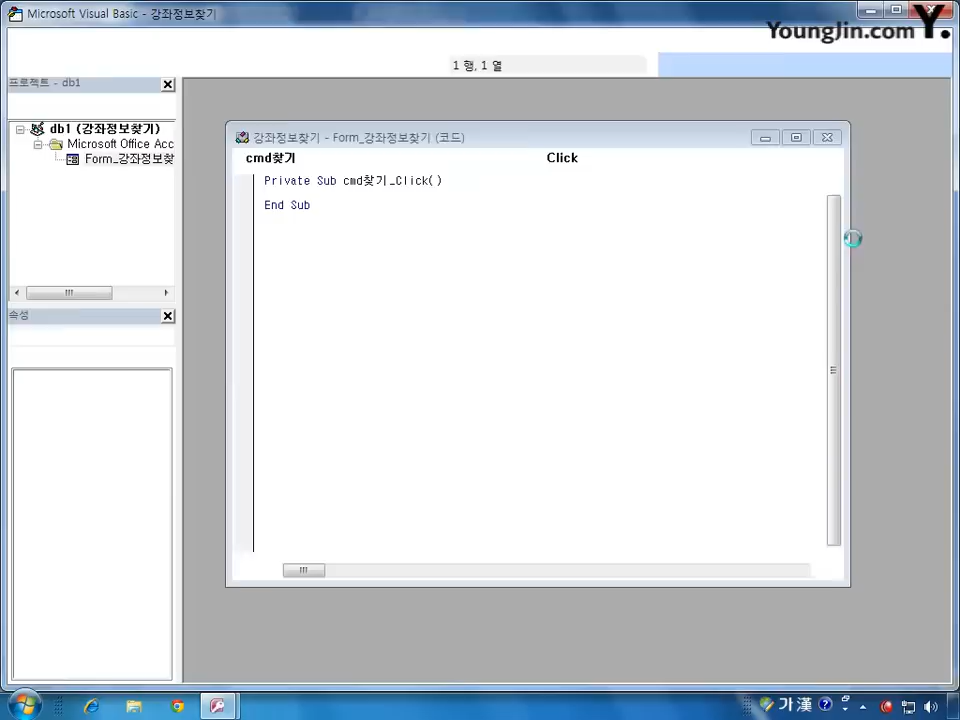 Microsoft Visual Basic - 강좌정보찾기
YoungJin.com Y.
1 행, 1 열
프로젝트 - db1
db1 (강좌정보찾기)
Microsoft Office Acc
Form_강좌정보찾
속성
강좌정보찾기 - Form_강좌정보찾기 (코드)
cmd찾기 Click
Private Sub cmd찾기_Click()
End Sub
가 漢